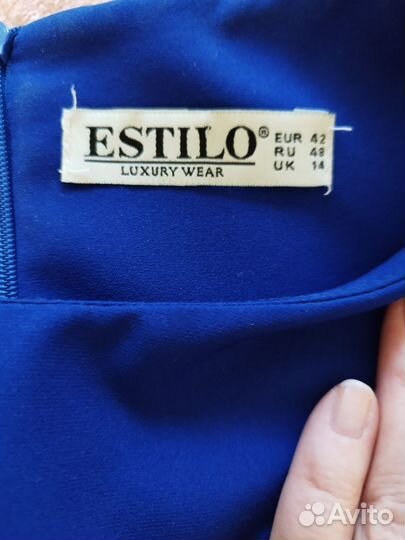 ESTILO® EUR 42
RU 48
LUXURY WEAR UK 14
Avito